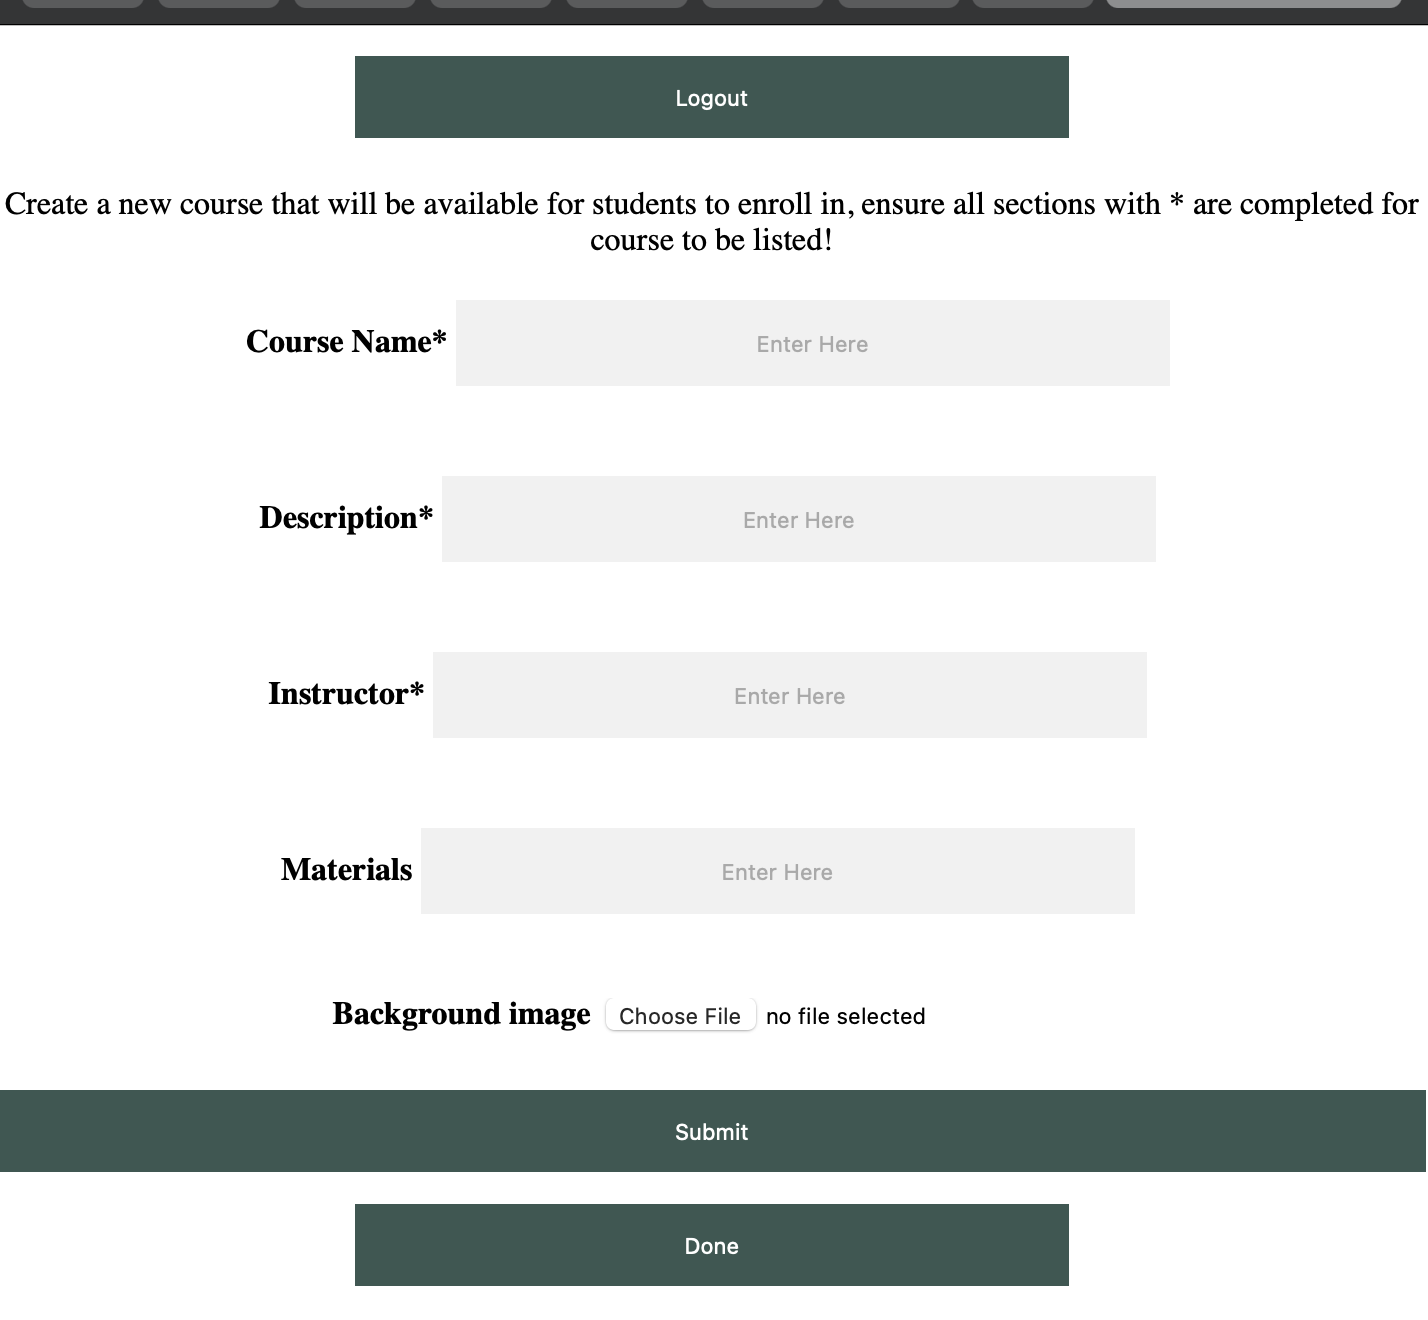 Logout
Create a new course that will be available for students to enroll in, ensure all sections with * are completed for
course to be listed!
Course Name* Enter Here
Description* Enter Here
Instructor* Enter Here
Materials Enter Here
Background image Choose File no file selected
Submit
Done